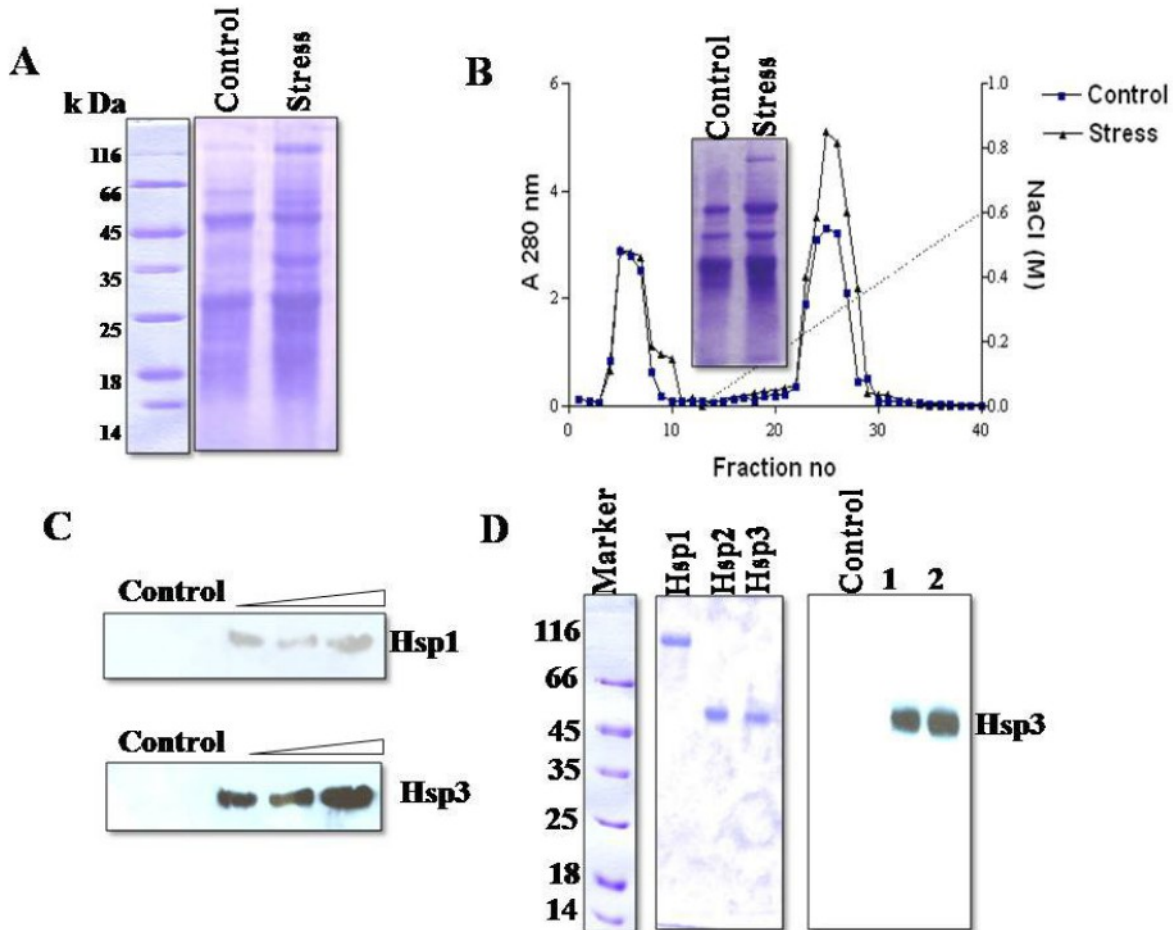 A
Control
Stress
k Da
116
66
45
35
25
18
14
B
Control
Stress
6
4
2
0
A 280 nm
1.0
0.8
0.6
0.4
0.2
0.0
NaCl (M)
0 10 20 30 40
Fraction no
Control
Stress
C
Control
Hsp1
Control
Hsp3
D
Marker
Hsp1
Hsp2
Hsp3
Control
1 2
116
66
45
35
25
18
14
Hsp3